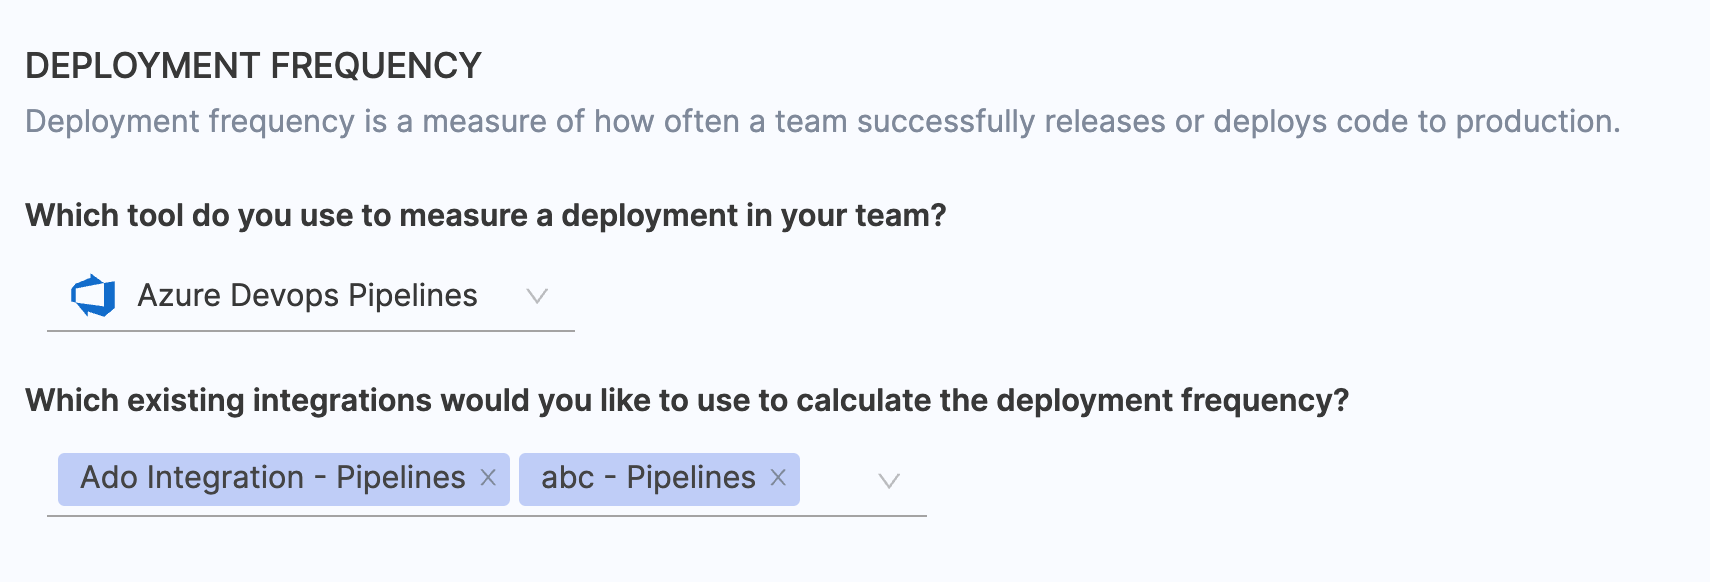 DEPLOYMENT FREQUENCY
Deployment frequency is a measure of how often a team successfully releases or deploys code to production.
Which tool do you use to measure a deployment in your team?
Azure Devops Pipelines
Which existing integrations would you like to use to calculate the deployment frequency?
Ado Integration - Pipelines abc - Pipelines